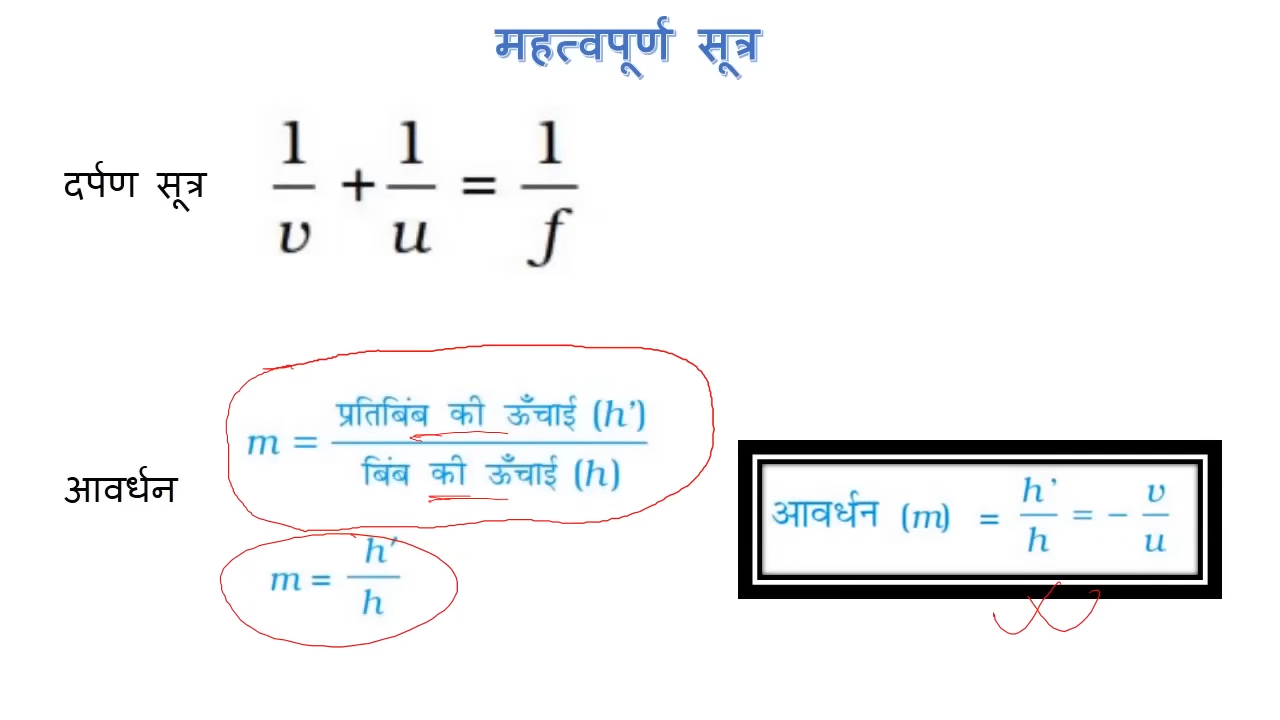 महत्वपूर्ण सूत्र
दर्पण सूत्र 1/v + 1/u = 1/f
m = प्रतिबिंब की ऊँचाई (h') / बिंब की ऊँचाई (h)
आवर्धन
m = h'/h
आवर्धन (m) = h'/h = - v/u